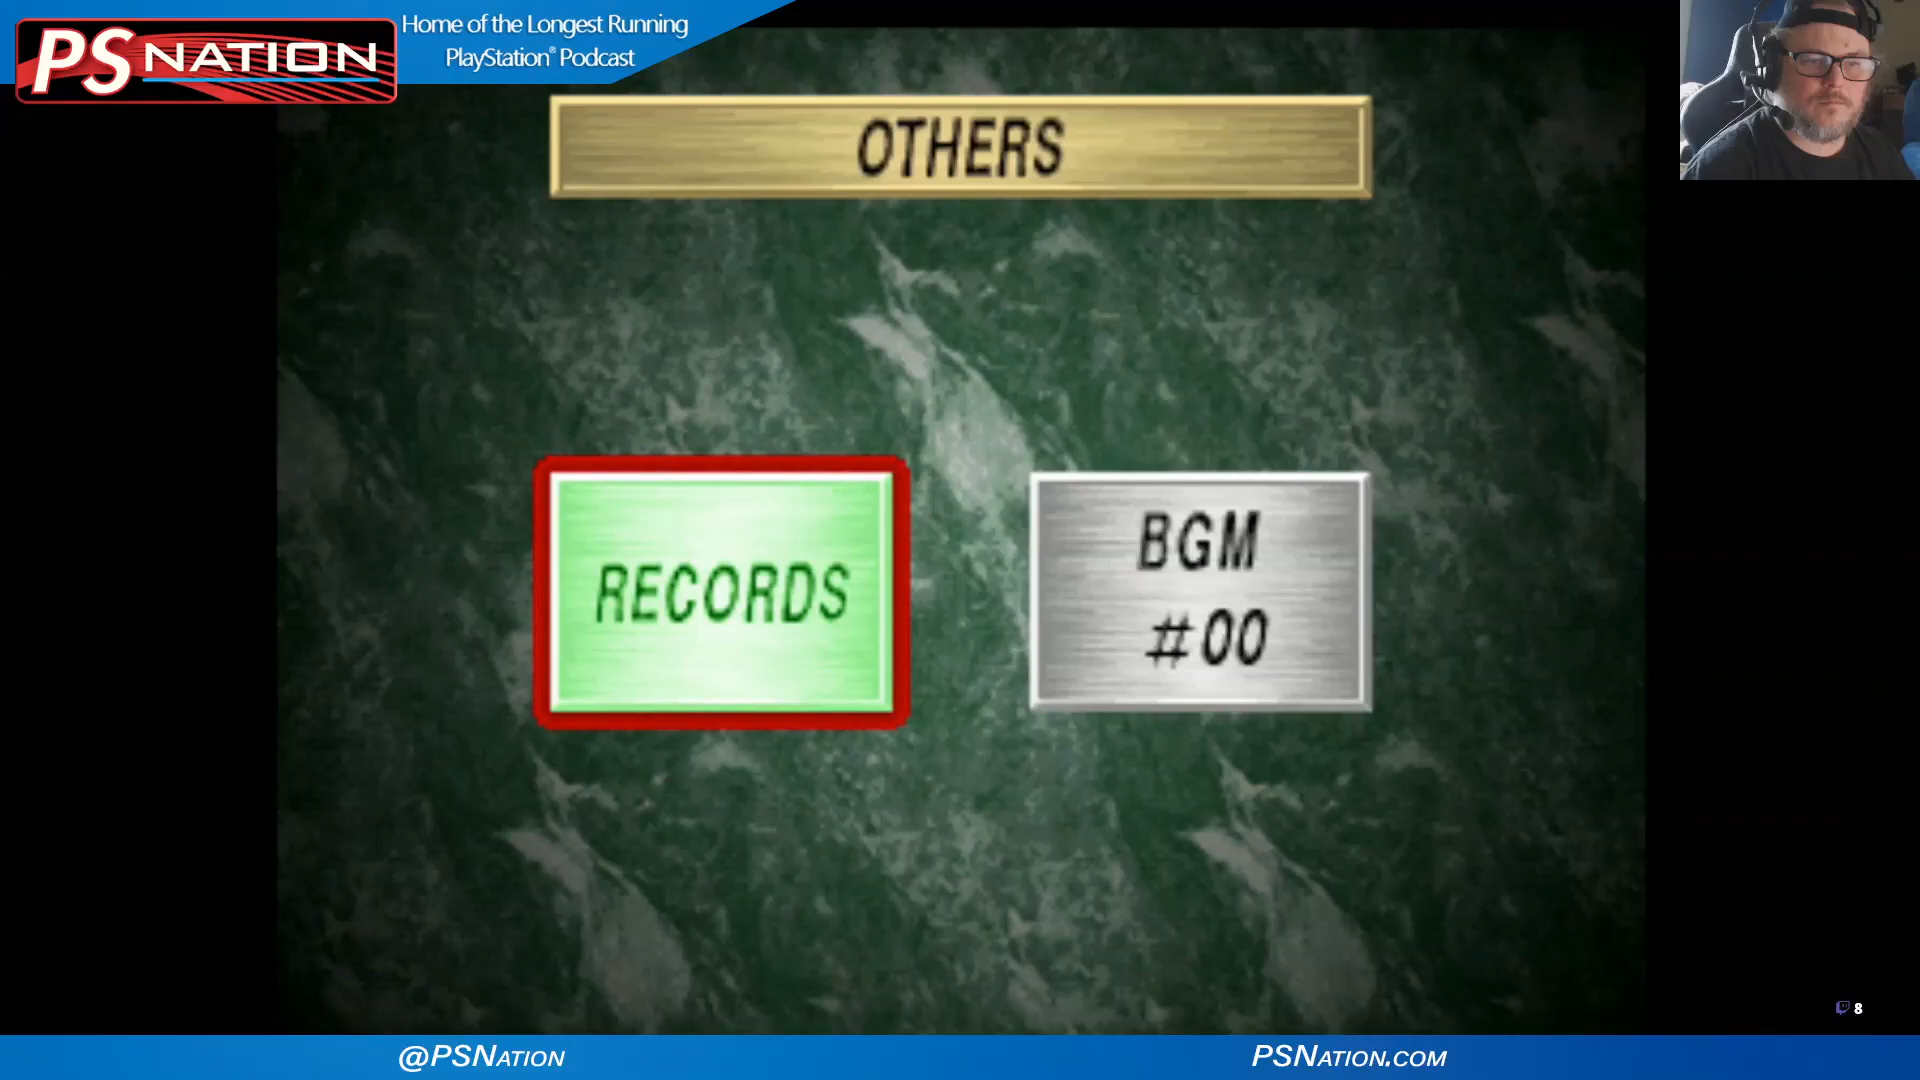 PS NATION
Home of the Longest Running
PlayStation® Podcast
OTHERS
RECORDS
BGM
#00
8
@PSNATION
PSNATION.COM